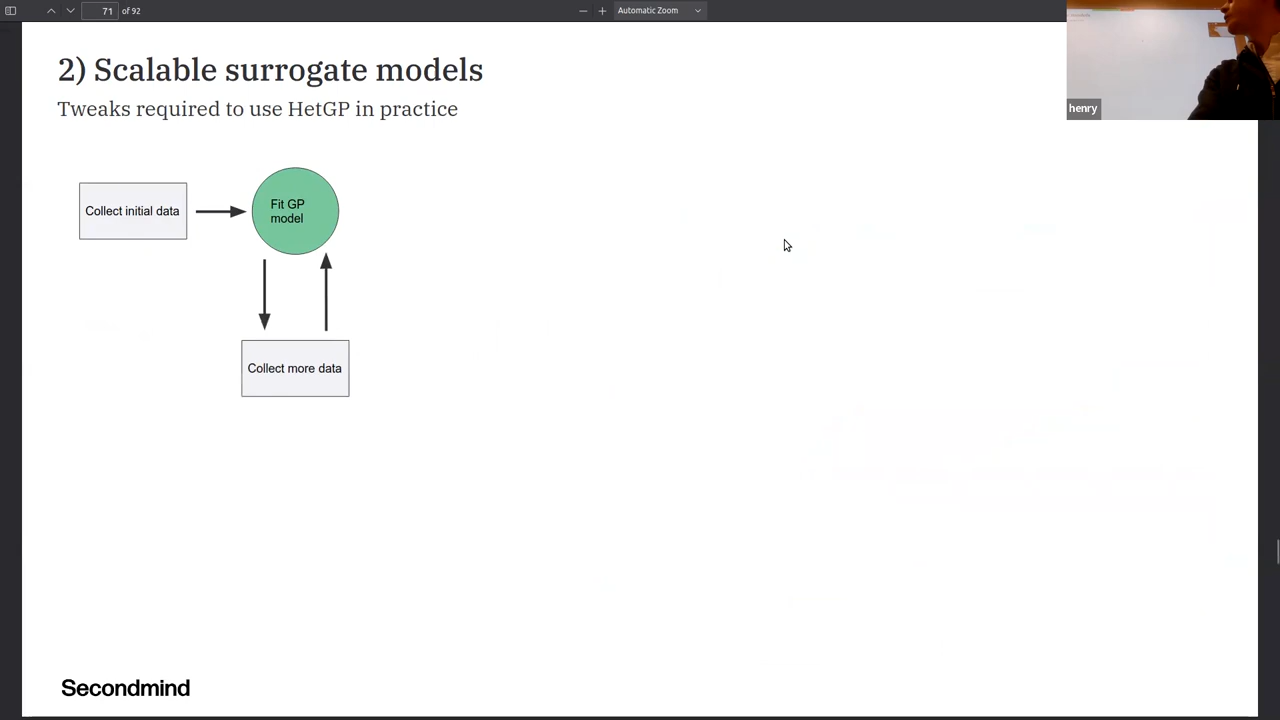 71 of 92
Automatic Zoom
2) Scalable surrogate models
Tweaks required to use HetGP in practice
henry
Collect initial data
Fit GP
model
Collect more data
Secondmind